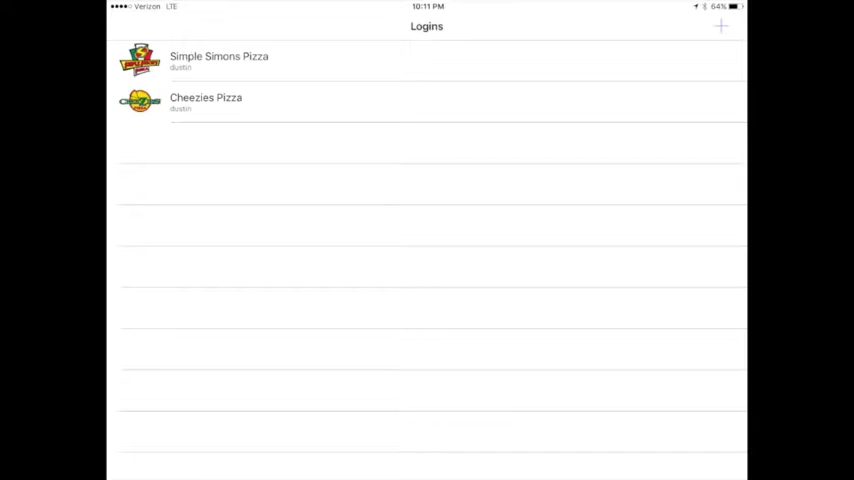 Verizon LTE 10:11 PM 64%
Logins
Simple Simons Pizza
dustin
Cheezies Pizza
dustin